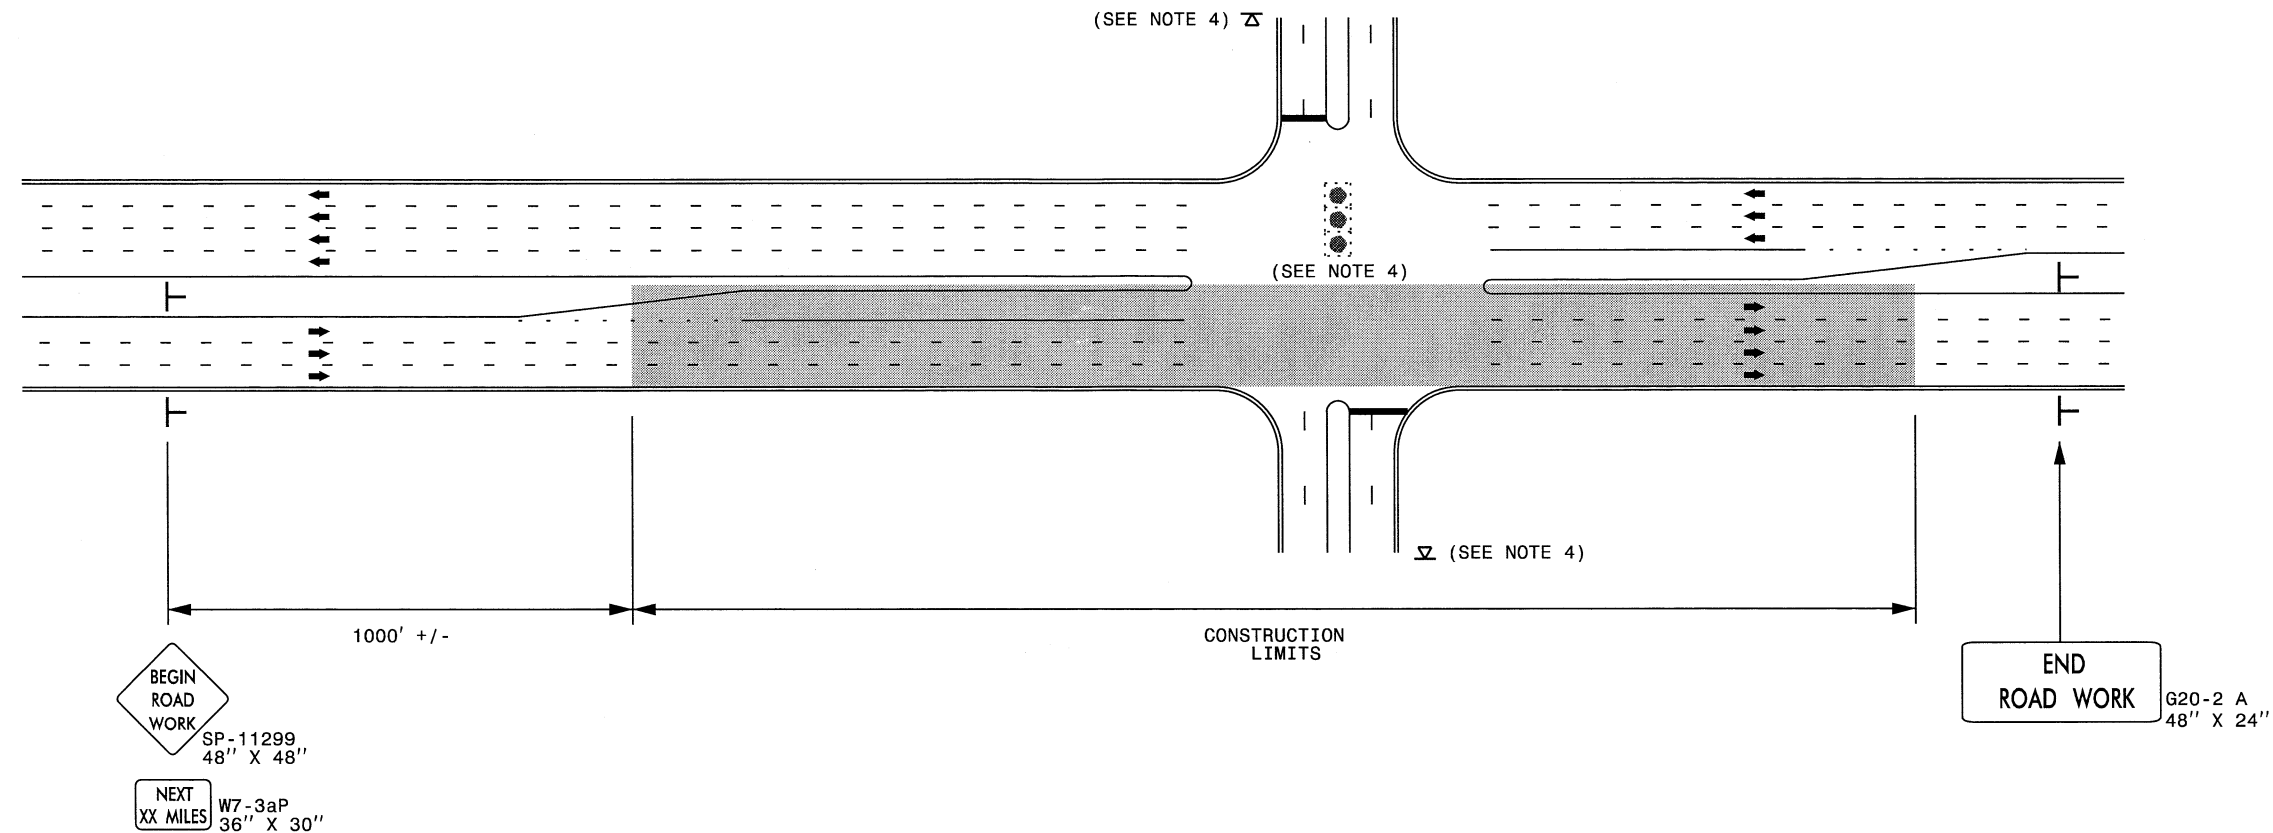 (SEE NOTE 4)
(SEE NOTE 4)
(SEE NOTE 4)
1000' +/-
CONSTRUCTION
LIMITS
BEGIN
ROAD
WORK
SP-11299
48" X 48"
NEXT
XX MILES
W7-3aP
36" X 30"
END
ROAD WORK
G20-2 A
48" X 24"